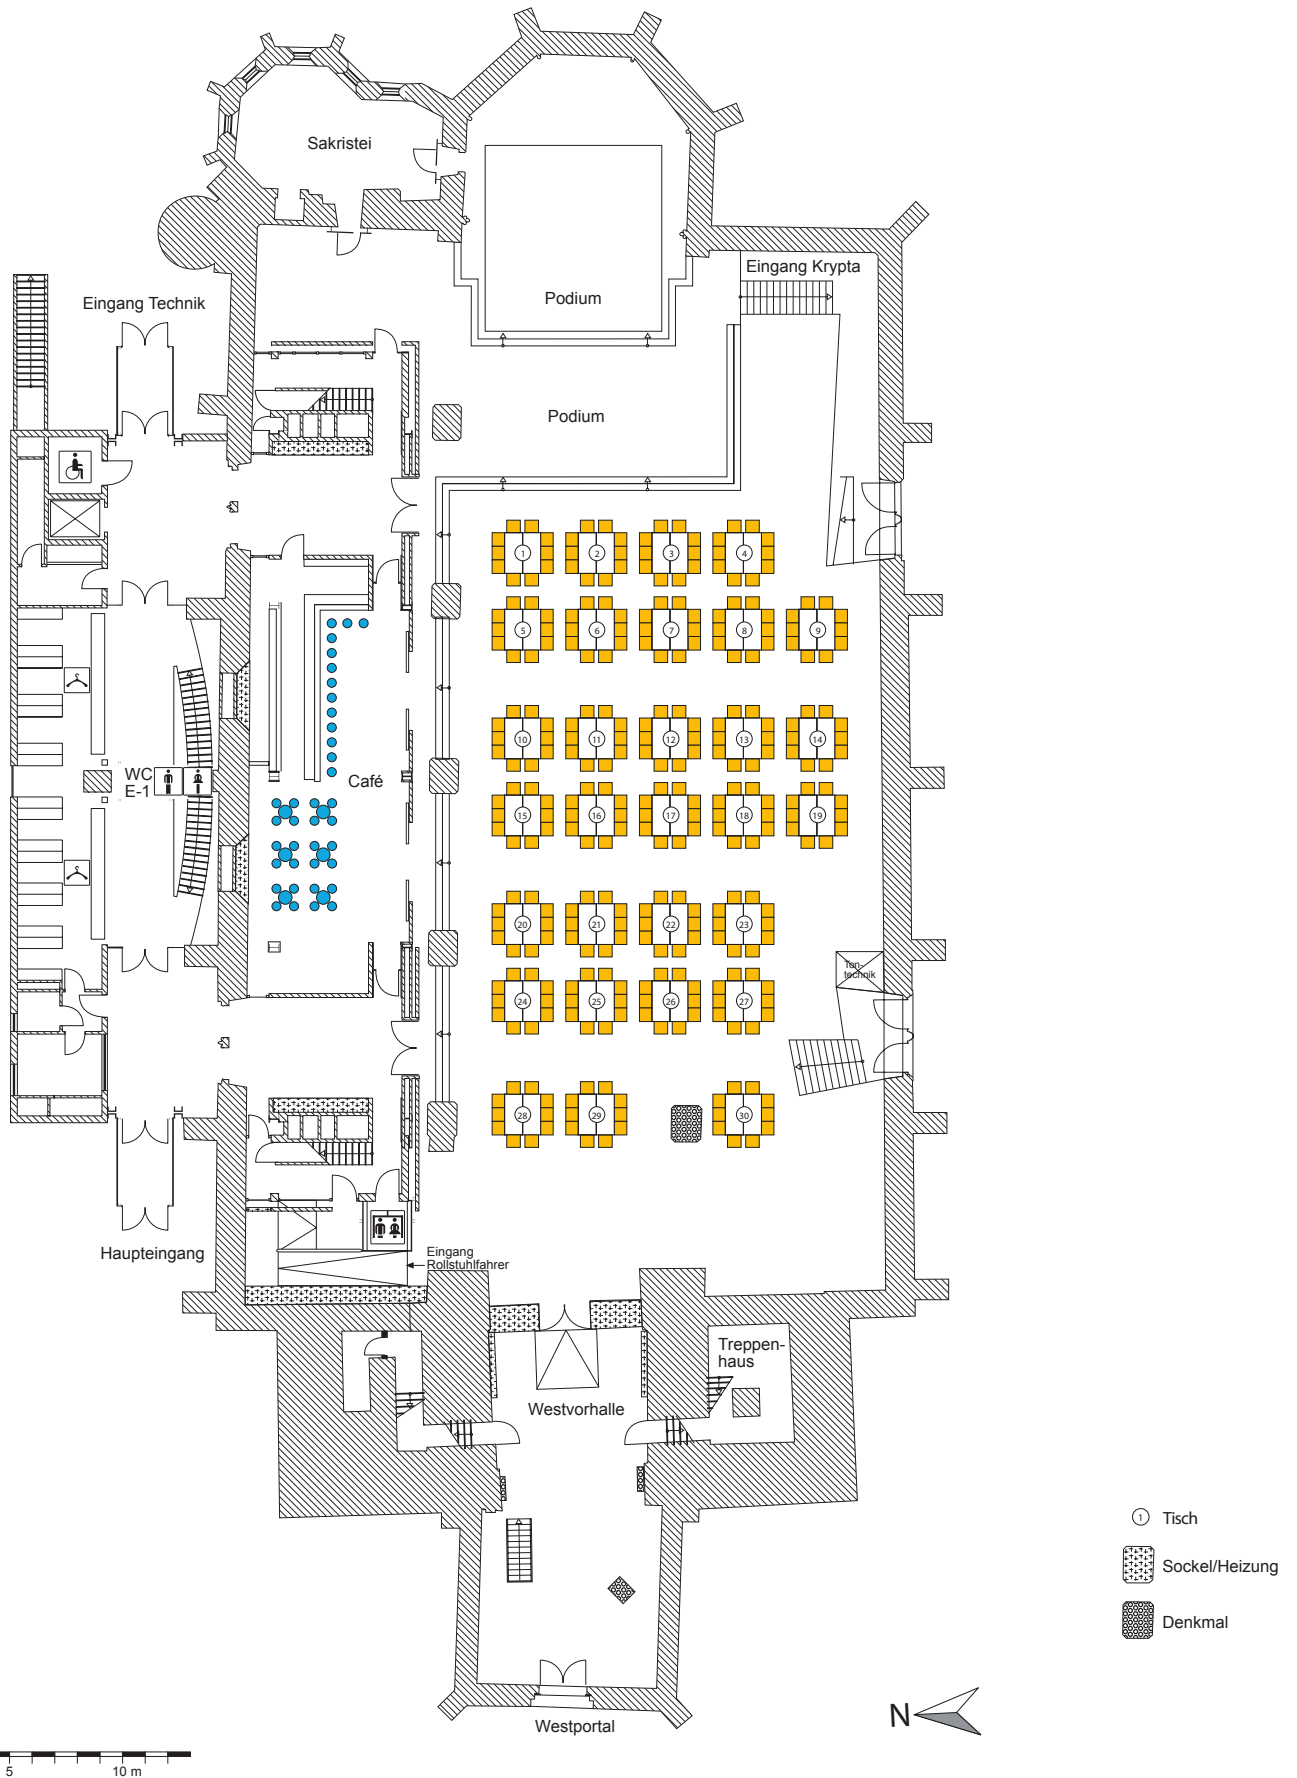 Sakristei
Eingang Krypta
Podium
Eingang Technik
Podium
1 2 3 4
5 6 7 8 9
10 11 12 13 14
WC
E-1
Café
15 16 17 18 19
20 21 22 23
Ton-
technik
24 25 26 27
28 29 30
Haupteingang
Eingang
Rollstuhlfahrer
Treppen-
haus
Westvorhalle
1 Tisch
Sockel/Heizung
Denkmal
Westportal
N
5 10 m